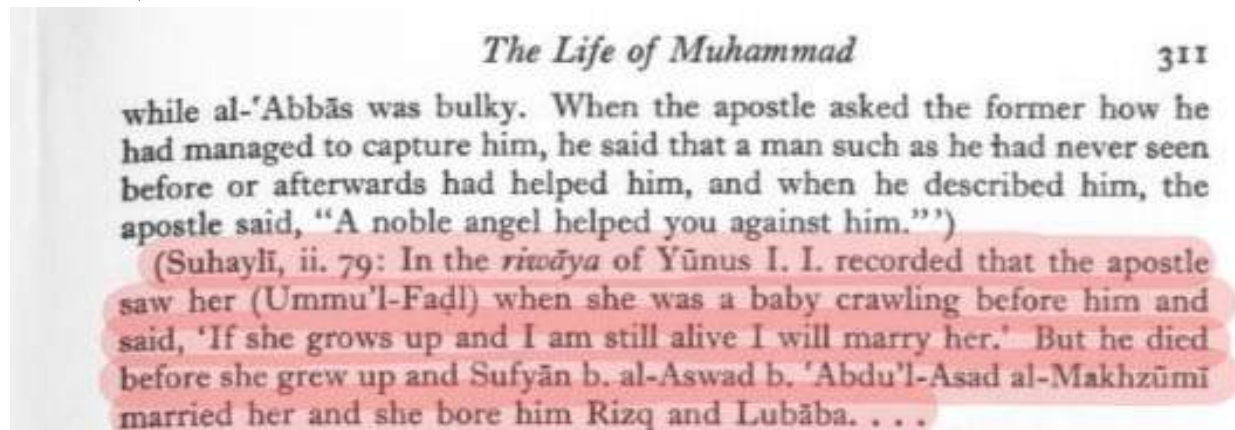 The Life of Muhammad 311
while al-‘Abbās was bulky. When the apostle asked the former how he
had managed to capture him, he said that a man such as he had never seen
before or afterwards had helped him, and when he described him, the
apostle said, “A noble angel helped you against him.”’)
(Suhaylī, ii. 79: In the riwāya of Yūnus I. I. recorded that the apostle
saw her (Ummu’l-Faḍl) when she was a baby crawling before him and
said, ‘If she grows up and I am still alive I will marry her.’ But he died
before she grew up and Sufyān b. al-Aswad b. ‘Abdu’l-Asad al-Makhzūmī
married her and she bore him Rizq and Lubāba. . . .